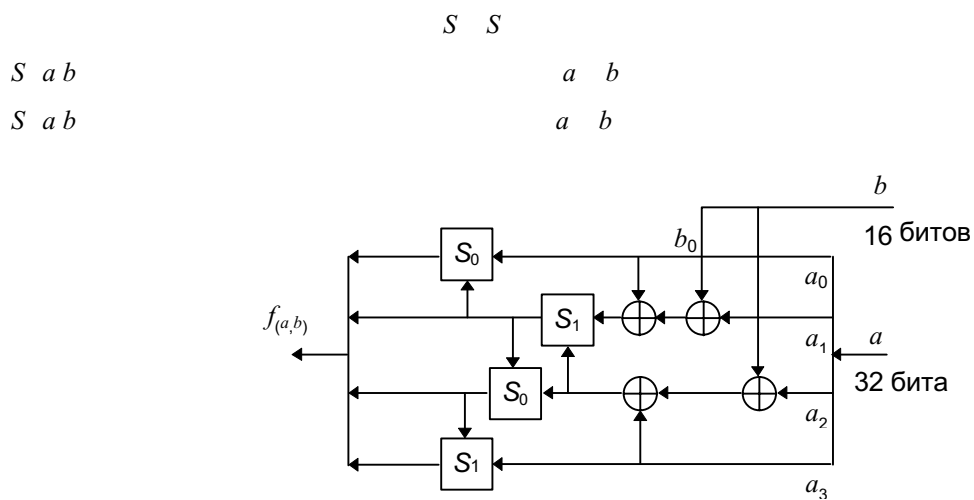 S S
S a b a b
S a b a b
b
16 битов
b₀
S₀
a₀
S₁
f(a,b)
a₁
a
32 бита
S₀
a₂
S₁
a₃